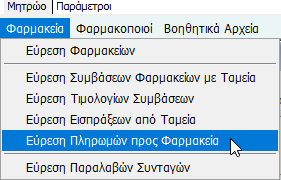 Μητρώο Παράμετροι
Φαρμακεία Φαρμακοποιοί Βοηθητικά Αρχεία
Εύρεση Φαρμακείων
Εύρεση Συμβάσεων Φαρμακείων με Ταμεία
Εύρεση Τιμολογίων Συμβάσεων
Εύρεση Εισπράξεων από Ταμεία
Εύρεση Πληρωμών προς Φαρμακεία
Εύρεση Παραλαβών Συνταγών